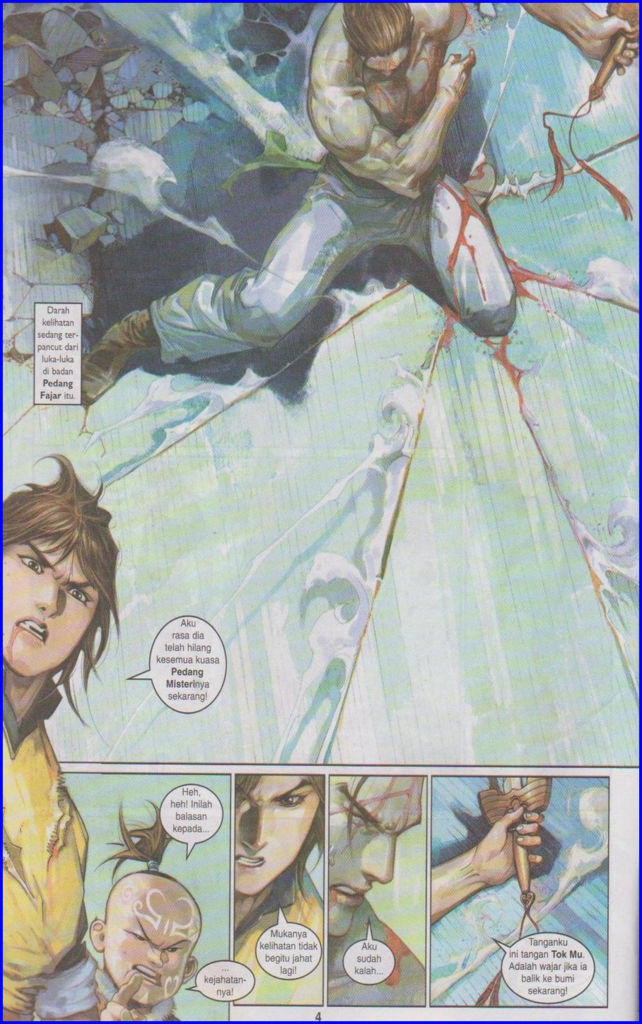 Darah
kelihatan
sedang ter-
pancut dari
luka-luka
di badan
Pedang
Fajar itu.
Aku
rasa dia
telah hilang
kesemua kuasa
Pedang
Misterinya
sekarang!
Heh,
heh! Inilah
balasan
kepada...
...
kejahatan-
nya!
Mukanya
kelihatan tidak
begitu jahat
lagi!
Aku
sudah
kalah...
Tanganku
ini tangan Tok Mu.
Adalah wajar jika ia
balik ke bumi
sekarang!
4